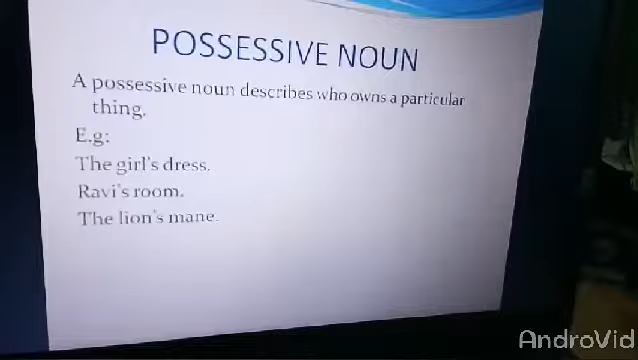 POSSESSIVE NOUN
A possessive noun describes who owns a particular
thing.
E.g:
The girl's dress.
Ravi's room.
The lion's mane.
AndroVid